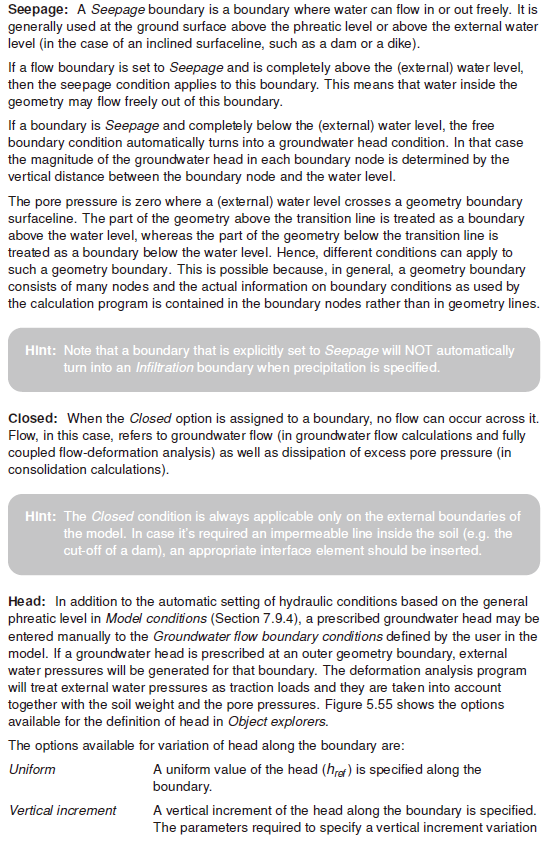 Seepage: A Seepage boundary is a boundary where water can flow in or out freely. It is
generally used at the ground surface above the phreatic level or above the external water
level (in the case of an inclined surfaceline, such as a dam or a dike).
If a flow boundary is set to Seepage and is completely above the (external) water level,
then the seepage condition applies to this boundary. This means that water inside the
geometry may flow freely out of this boundary.
If a boundary is Seepage and completely below the (external) water level, the free
boundary condition automatically turns into a groundwater head condition. In that case
the magnitude of the groundwater head in each boundary node is determined by the
vertical distance between the boundary node and the water level.
The pore pressure is zero where a (external) water level crosses a geometry boundary
surfaceline. The part of the geometry above the transition line is treated as a boundary
above the water level, whereas the part of the geometry below the transition line is
treated as a boundary below the water level. Hence, different conditions can apply to
such a geometry boundary. This is possible because, in general, a geometry boundary
consists of many nodes and the actual information on boundary conditions as used by
the calculation program is contained in the boundary nodes rather than in geometry lines.
Hint: Note that a boundary that is explicitly set to Seepage will NOT automatically
turn into an Infiltration boundary when precipitation is specified.
Closed: When the Closed option is assigned to a boundary, no flow can occur across it.
Flow, in this case, refers to groundwater flow (in groundwater flow calculations and fully
coupled flow-deformation analysis) as well as dissipation of excess pore pressure (in
consolidation calculations).
Hint: The Closed condition is always applicable only on the external boundaries of
the model. In case it's required an impermeable line inside the soil (e.g. the
cut-off of a dam), an appropriate interface element should be inserted.
Head: In addition to the automatic setting of hydraulic conditions based on the general
phreatic level in Model conditions (Section 7.9.4), a prescribed groundwater head may be
entered manually to the Groundwater flow boundary conditions defined by the user in the
model. If a groundwater head is prescribed at an outer geometry boundary, external
water pressures will be generated for that boundary. The deformation analysis program
will treat external water pressures as traction loads and they are taken into account
together with the soil weight and the pore pressures. Figure 5.55 shows the options
available for the definition of head in Object explorers.
The options available for variation of head along the boundary are:
Uniform A uniform value of the head (href) is specified along the
boundary.
Vertical increment A vertical increment of the head along the boundary is specified.
The parameters required to specify a vertical increment variation